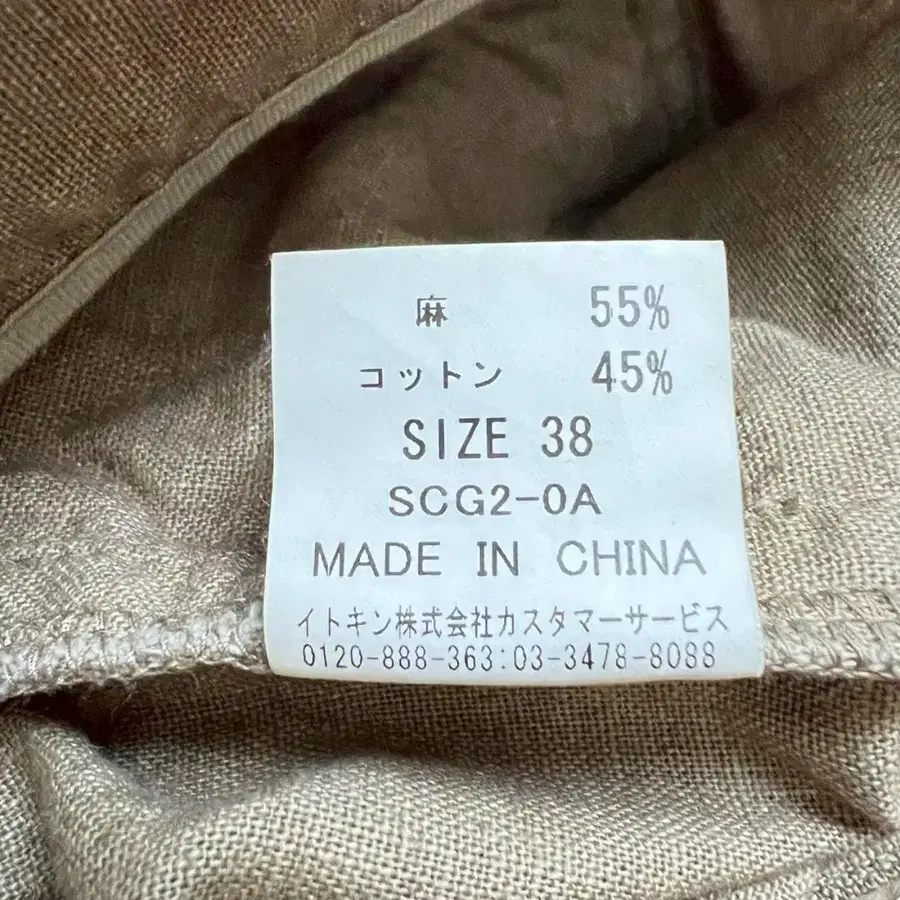 麻 55%
コットン 45%
SIZE 38
SCG2-0A
MADE IN CHINA
イトキン株式会社カスタマーサービス
0120-888-363:03-3478-8088